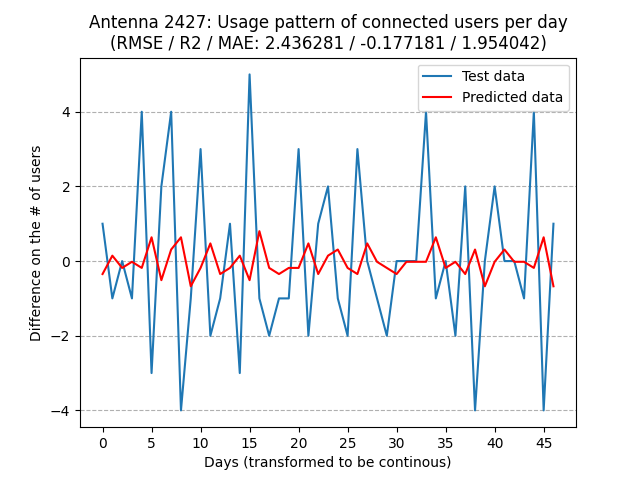 Antenna 2427: Usage pattern of connected users per day
(RMSE / R2 / MAE: 2.436281 / -0.177181 / 1.954042)
Test data
Predicted data
Difference on the # of users
4
2
0
−2
−4
0 5 10 15 20 25 30 35 40 45
Days (transformed to be continous)